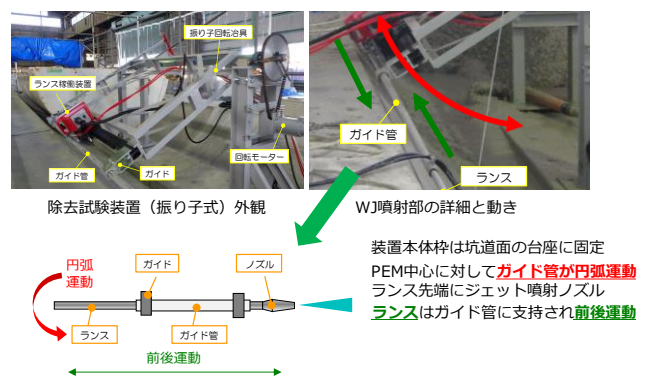 振り子回転冶具
ランス稼働装置
回転モーター
ガイド管
ガイド
ガイド管
ランス
除去試験装置（振り子式）外観
WJ噴射部の詳細と動き
装置本体枠は坑道面の台座に固定
PEM中心に対してガイド管が円弧運動
ランス先端にジェット噴射ノズル
ランスはガイド管に支持され前後運動
円弧
運動
ガイド
ノズル
ランス
ガイド管
前後運動